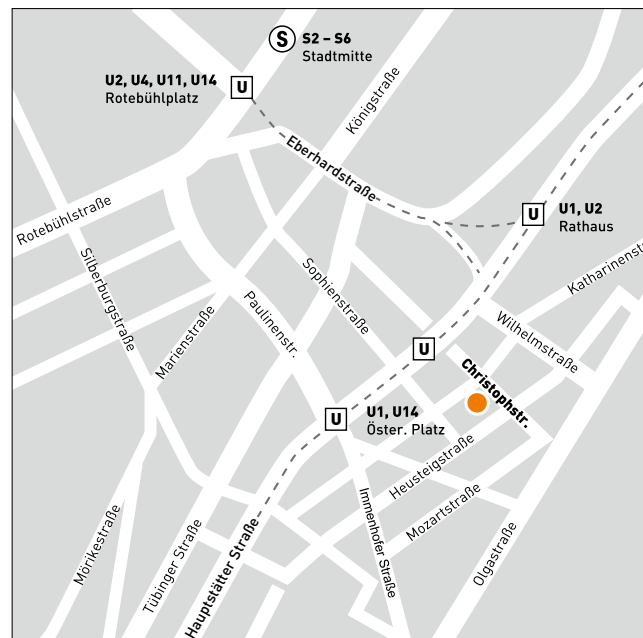 S
S2 – S6
Stadtmitte
U2, U4, U11, U14
Rotebühlplatz
U
Königstraße
Eberhardstraße
Rotebühlstraße
U
U1, U2
Rathaus
Katharinenst
Silberburgstraße
Sophienstraße
Paulinenstr.
Marienstraße
Wilhelmstraße
U
Christophstr.
U
U1, U14
Öster. Platz
Heusteigstraße
Mozartstraße
Immenhofer Straße
Olgastraße
Mörikestraße
Tübinger Straße
Hauptstätter Straße